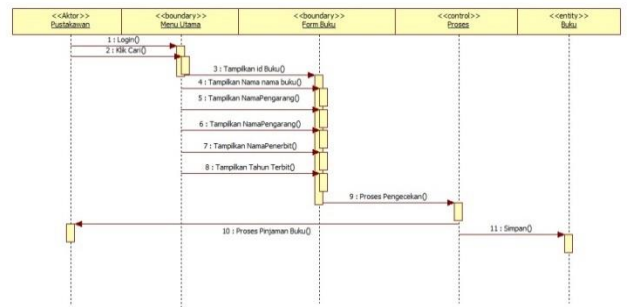 <<Aktor>>
Pustakawan
<<boundary>>
Menu Utama
<<boundary>>
Form Buku
<<control>>
Proses
<<entity>>
Buku
1 : Login()
2 : Klik Cari()
3 : Tampilkan id Buku()
4 : Tampilkan Nama nama buku()
5 : Tampilkan NamaPengarang()
6 : Tampilkan NamaPengarang()
7 : Tampilkan NamaPenerbit()
8 : Tampilkan Tahun Terbit()
9 : Proses Pengecekan()
10 : Proses Pinjaman Buku()
11 : Simpan()